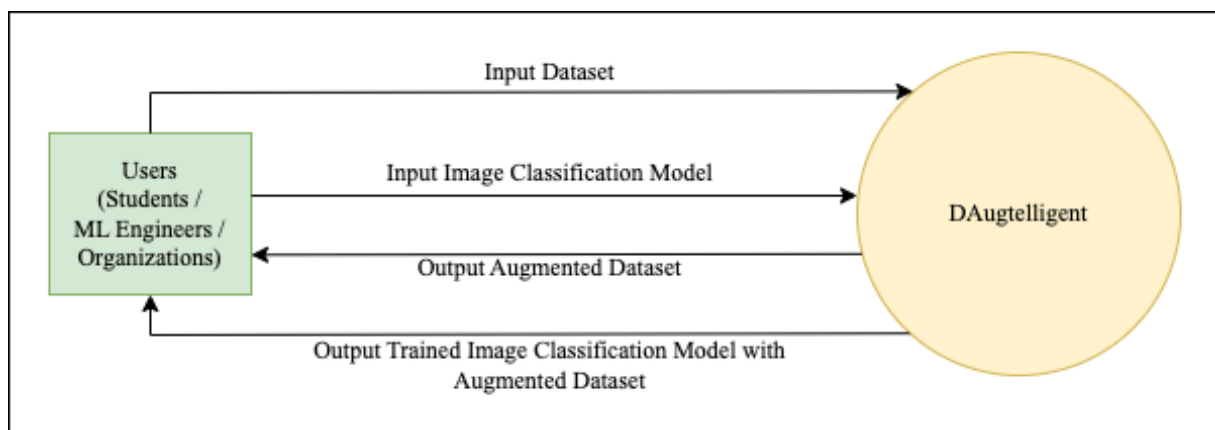 Input Dataset
Users
(Students /
ML Engineers /
Organizations)
Input Image Classification Model
DAugtelligent
Output Augmented Dataset
Output Trained Image Classification Model with
Augmented Dataset